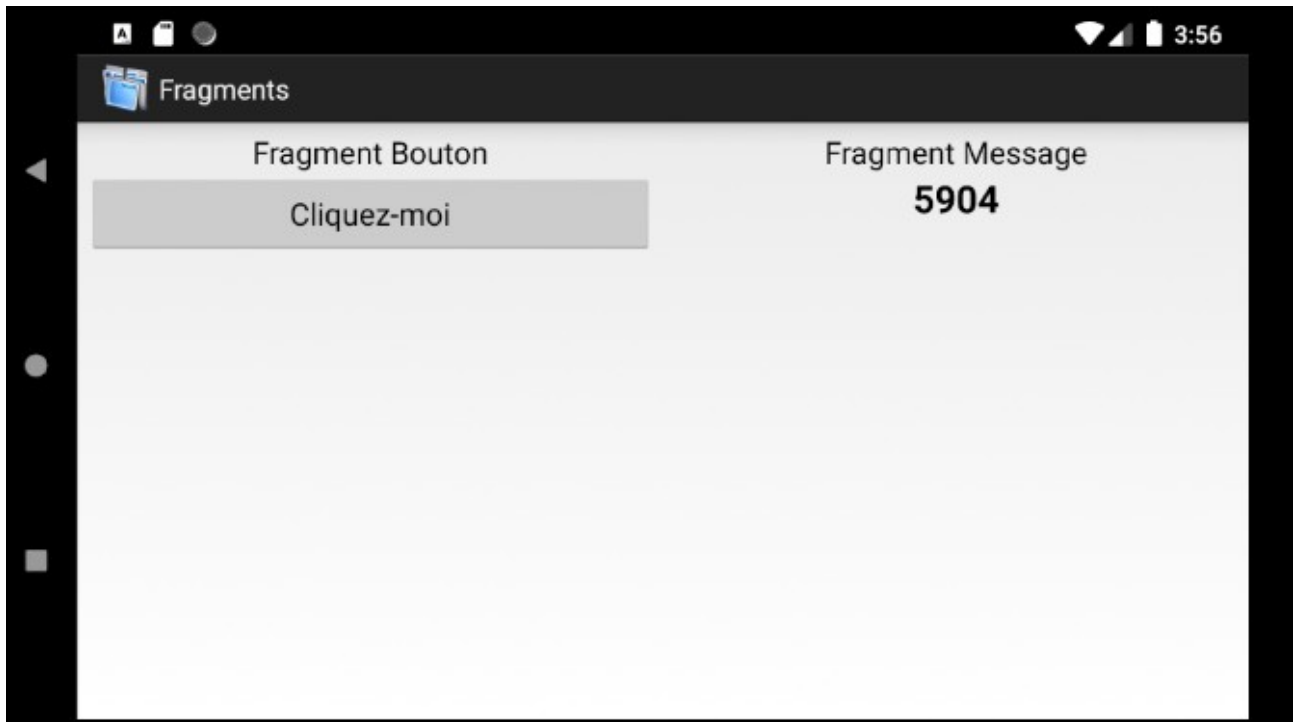 A
3:56
Fragments
Fragment Bouton
Cliquez-moi
Fragment Message
5904